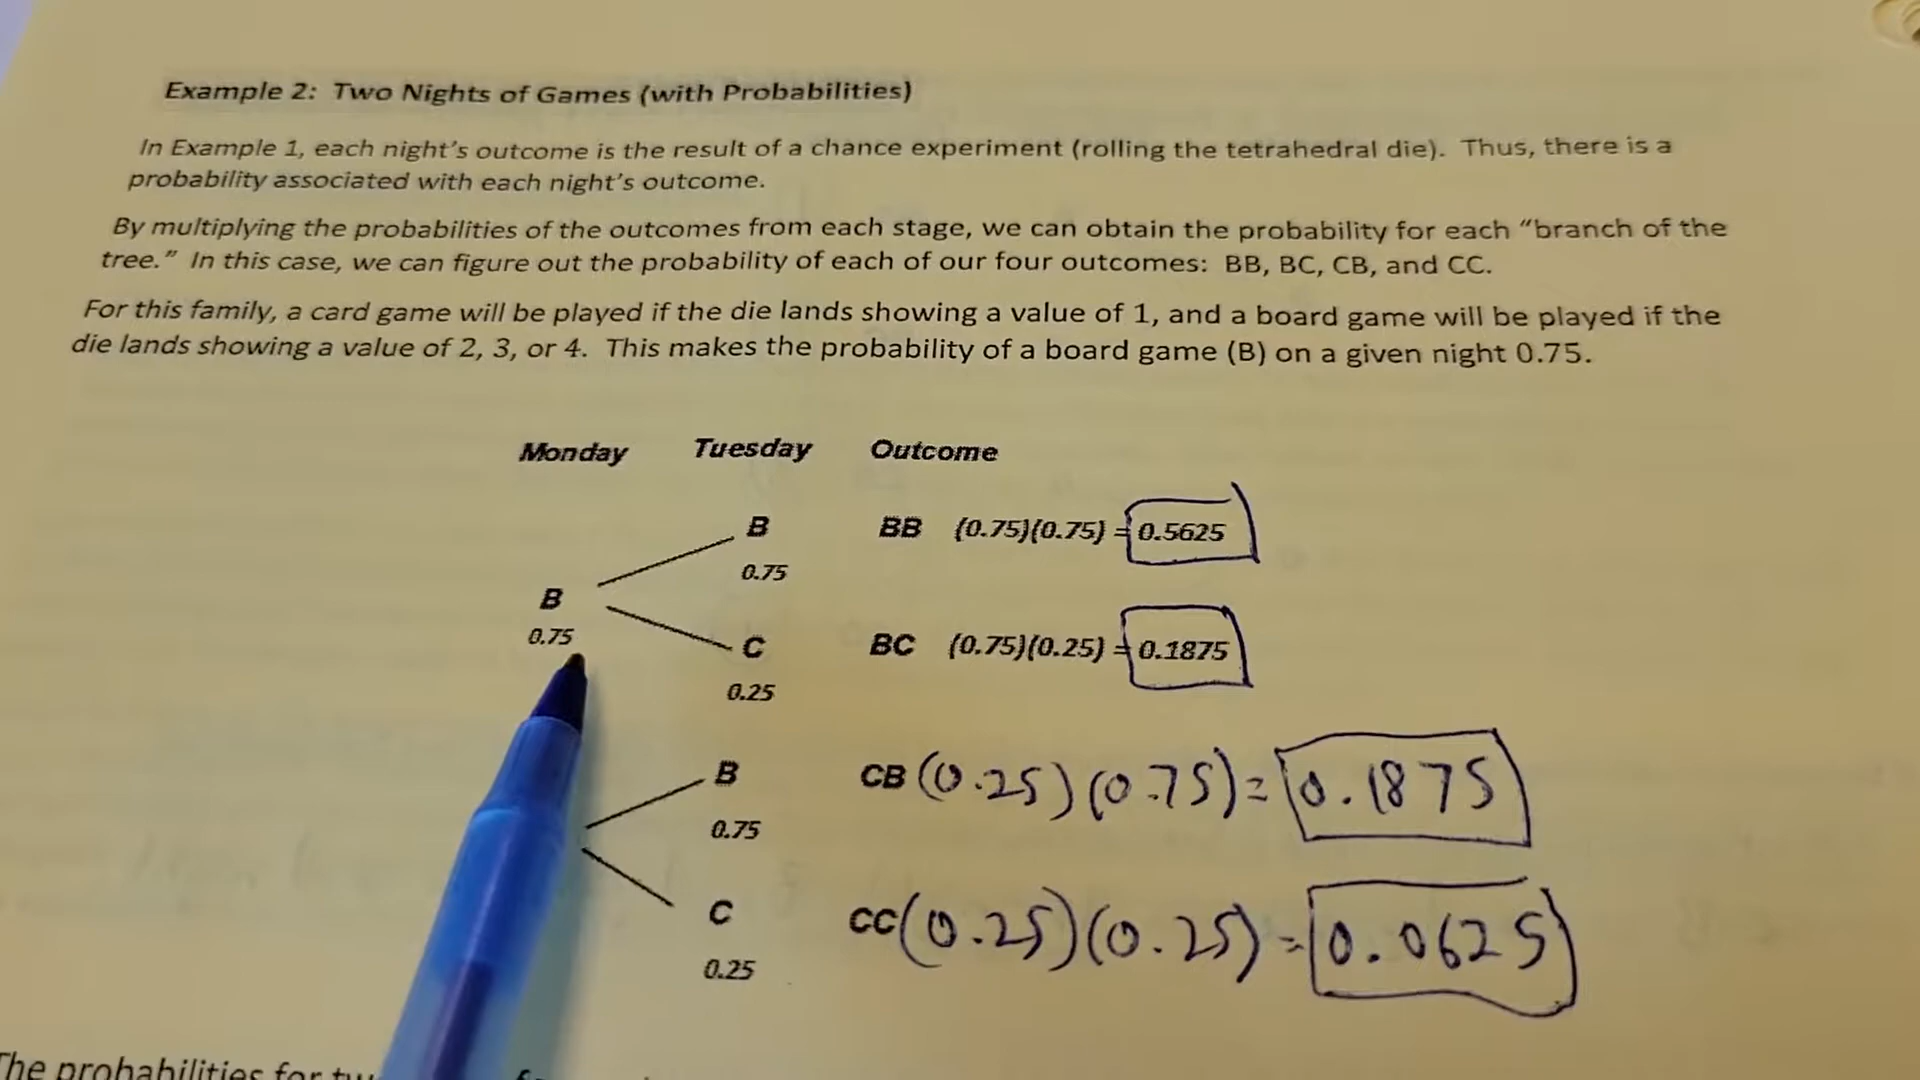 Example 2: Two Nights of Games (with Probabilities)
In Example 1, each night's outcome is the result of a chance experiment (rolling the tetrahedral die). Thus, there is a
probability associated with each night's outcome.
By multiplying the probabilities of the outcomes from each stage, we can obtain the probability for each "branch of the
tree." In this case, we can figure out the probability of each of our four outcomes: BB, BC, CB, and CC.
For this family, a card game will be played if the die lands showing a value of 1, and a board game will be played if the
die lands showing a value of 2, 3, or 4. This makes the probability of a board game (B) on a given night 0.75.
Monday Tuesday Outcome
B BB (0.75)(0.75) = 0.5625
0.75
B
0.75
C BC (0.75)(0.25) = 0.1875
0.25
B CB (0.25)(0.75) = 0.1875
0.75
C CC (0.25)(0.25) = 0.0625
0.25
The probabilities for